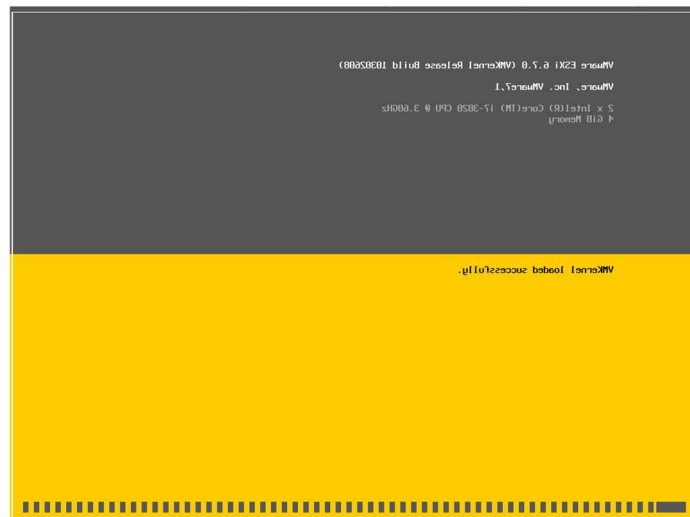 VMware ESXi 6.7.0 (VMKernel Release Build 10302608)
VMware, Inc. VMware7,1
2 x Intel(R) Core(TM) i7-3820 CPU @ 3.60GHz
4 GiB Memory
VMKernel loaded successfully.